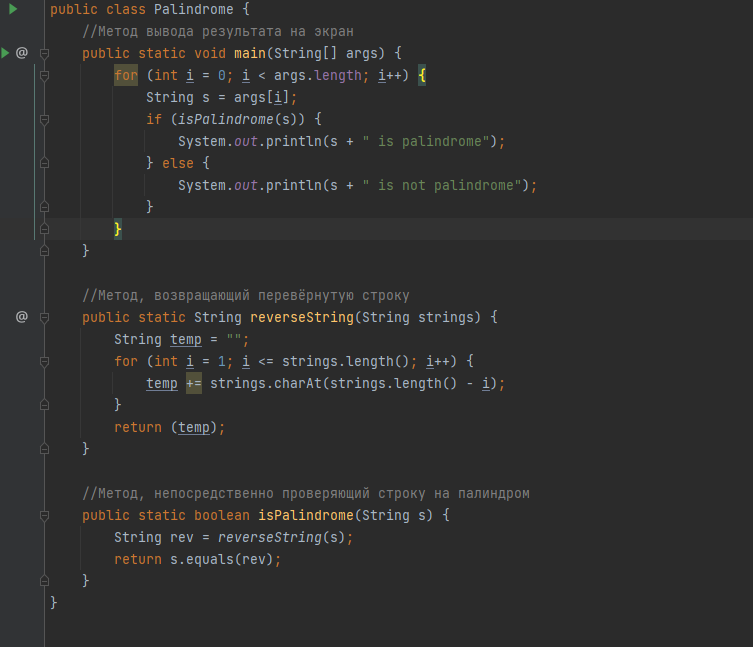 public class Palindrome {
    //Метод вывода результата на экран
@   public static void main(String[] args) {
        for (int i = 0; i < args.length; i++) {
            String s = args[i];
            if (isPalindrome(s)) {
                System.out.println(s + " is palindrome");
            } else {
                System.out.println(s + " is not palindrome");
            }
        }
    }

    //Метод, возвращающий перевёрнутую строку
@   public static String reverseString(String strings) {
        String temp = "";
        for (int i = 1; i <= strings.length(); i++) {
            temp += strings.charAt(strings.length() - i);
        }
        return (temp);
    }

    //Метод, непосредственно проверяющий строку на палиндром
    public static boolean isPalindrome(String s) {
        String rev = reverseString(s);
        return s.equals(rev);
    }
}